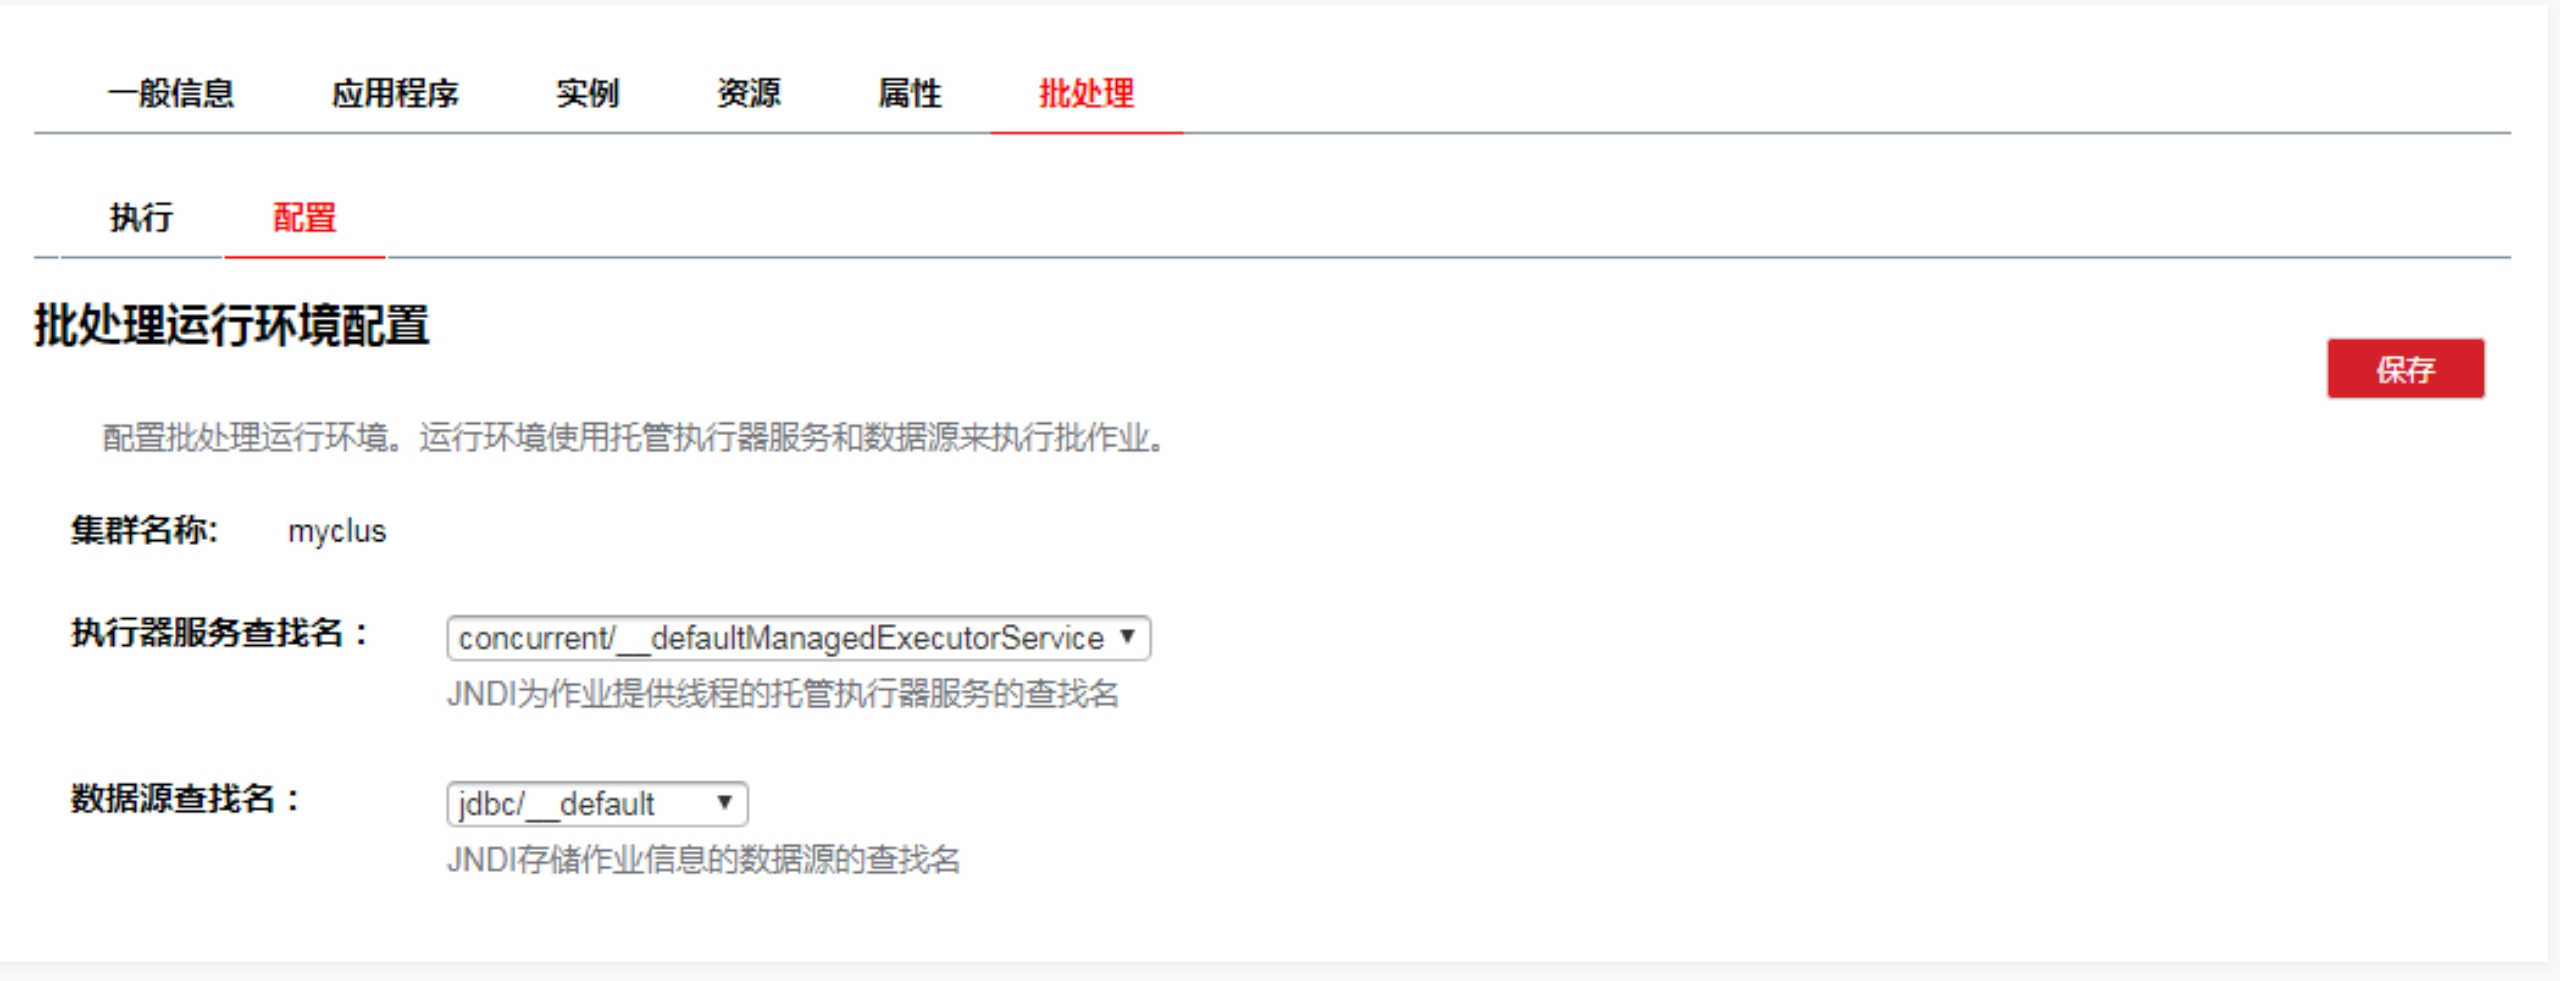 一般信息 应用程序 实例 资源 属性 批处理
执行 配置
批处理运行环境配置
保存
配置批处理运行环境。运行环境使用托管执行器服务和数据源来执行批作业。
集群名称: myclus
执行器服务查找名： concurrent/__defaultManagedExecutorService
JNDI为作业提供线程的托管执行器服务的查找名
数据源查找名： jdbc/__default
JNDI存储作业信息的数据源的查找名